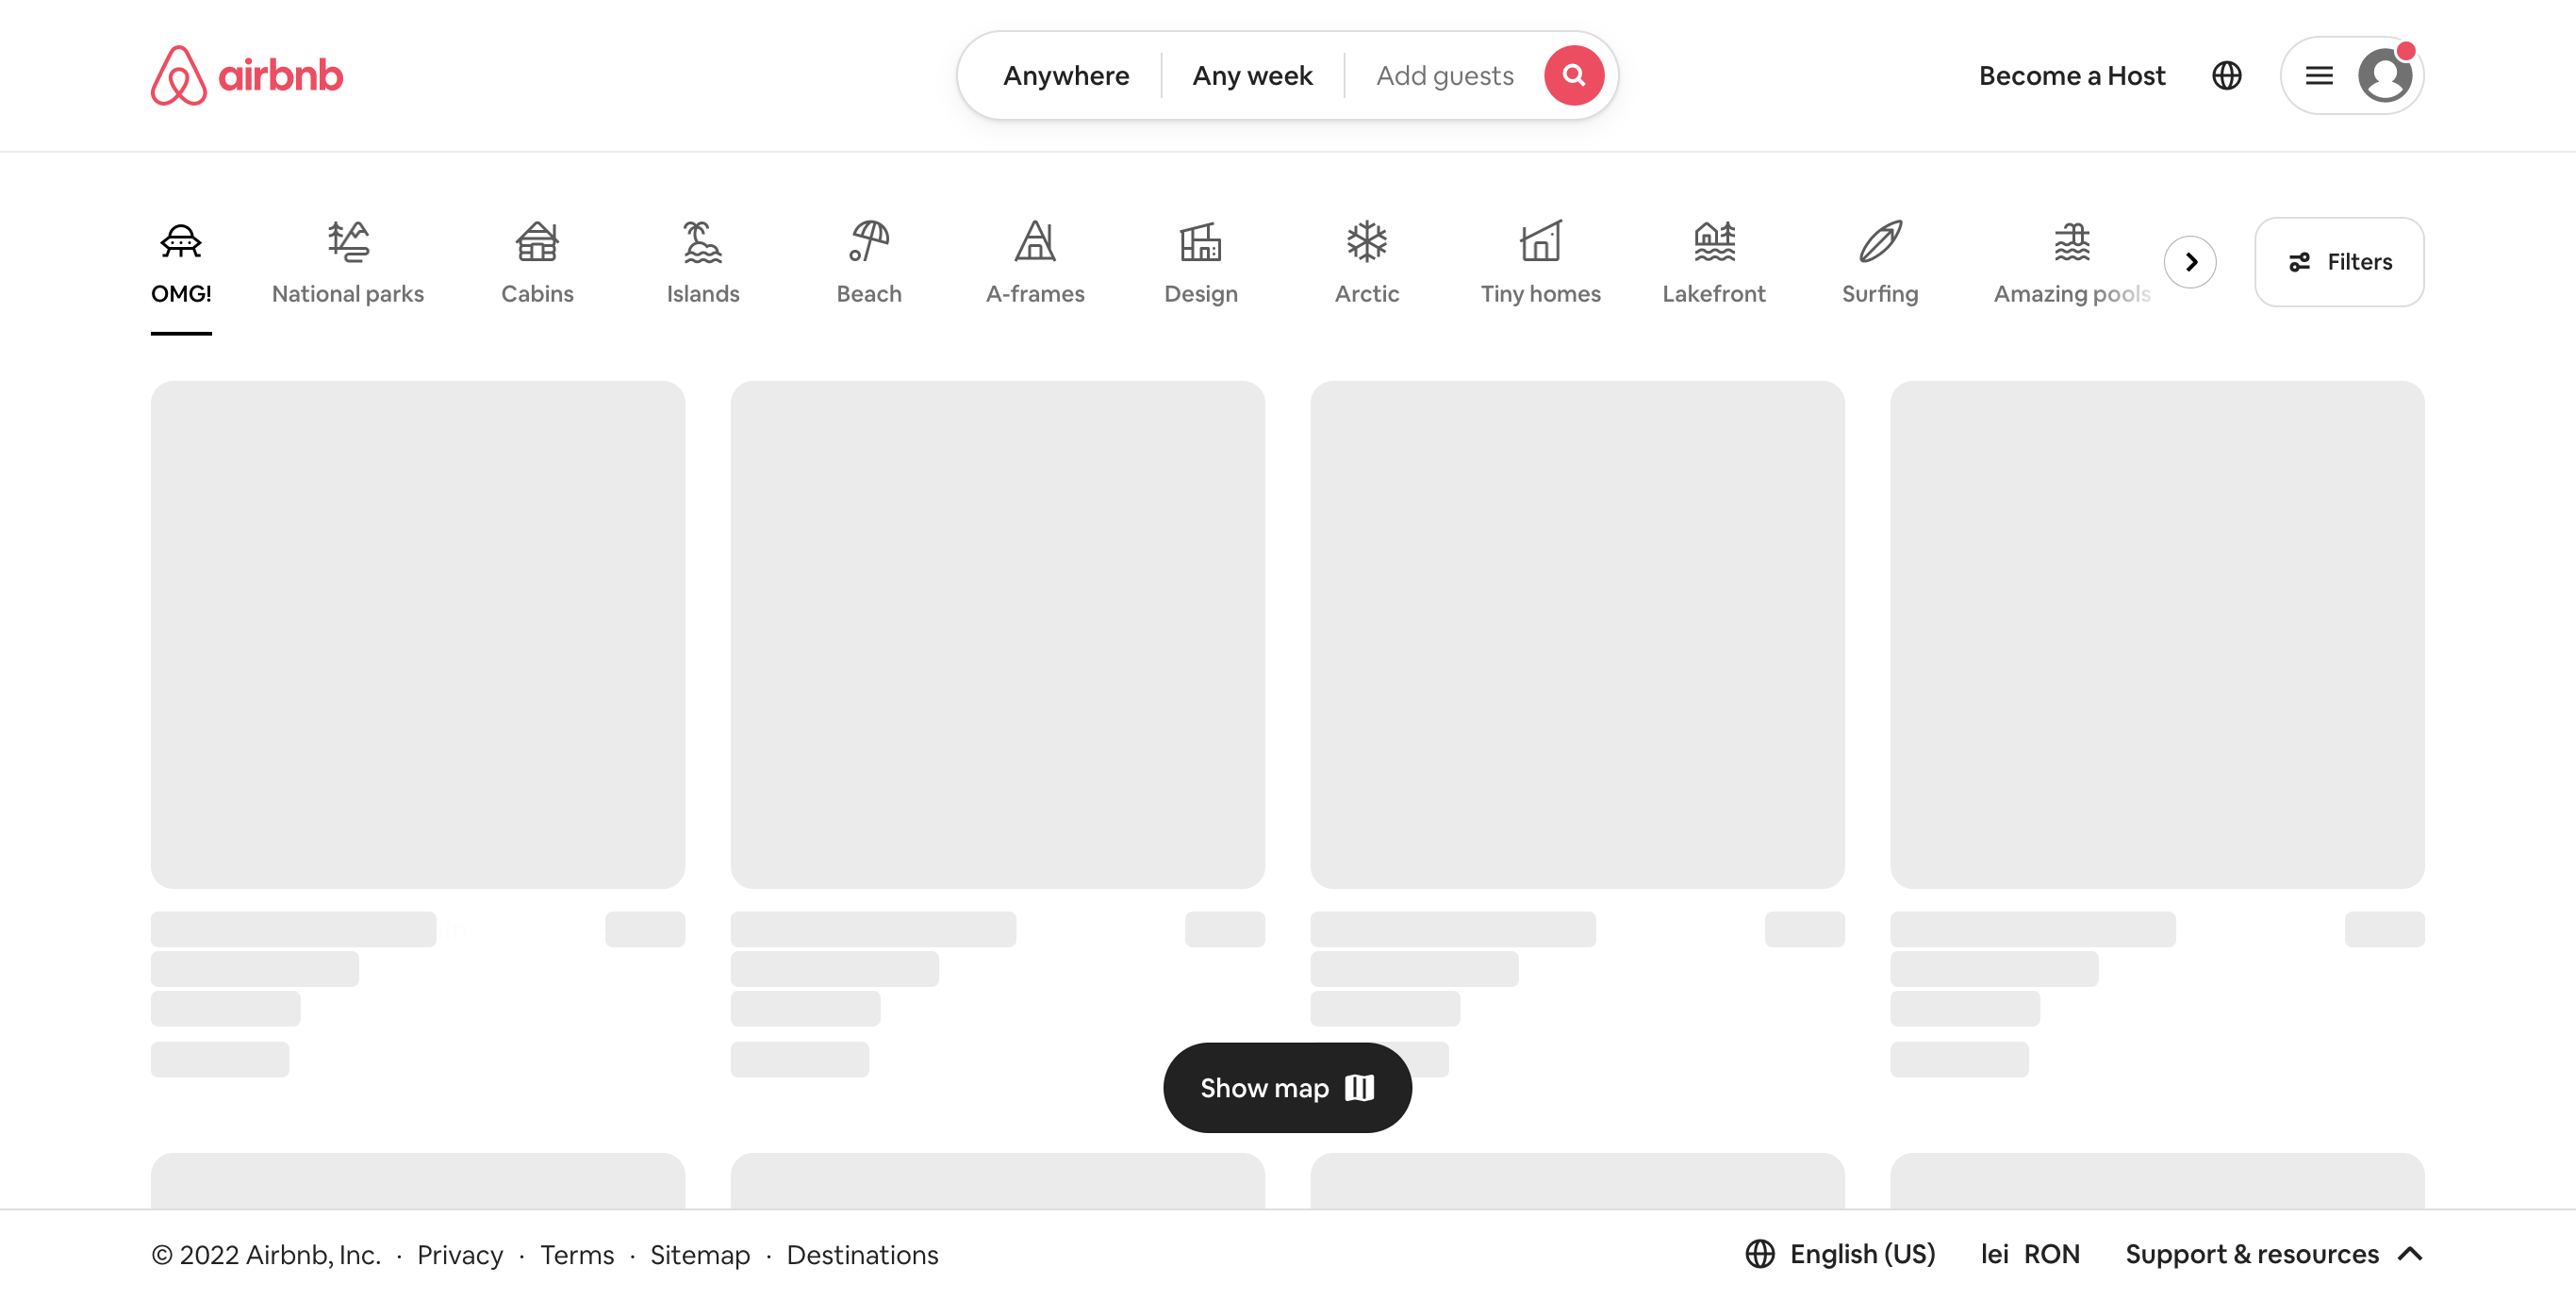 airbnb
Anywhere Any week Add guests
Become a Host
OMG! National parks Cabins Islands Beach A-frames Design Arctic Tiny homes Lakefront Surfing Amazing pools
Filters
Show map
© 2022 Airbnb, Inc. · Privacy · Terms · Sitemap · Destinations
English (US) lei RON Support & resources